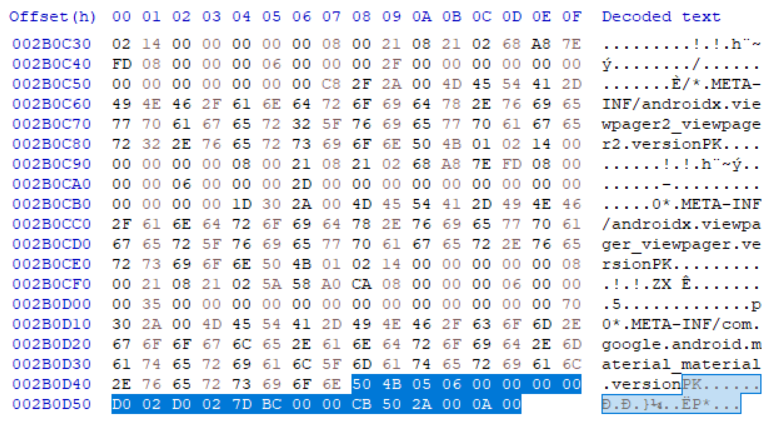 Offset(h) 00 01 02 03 04 05 06 07 08 09 0A 0B 0C 0D 0E 0F Decoded text
002B0C30 02 14 00 00 00 00 00 08 00 21 08 21 02 68 A8 7E .........!.!.h¨~
002B0C40 FD 08 00 00 00 06 00 00 00 2F 00 00 00 00 00 00 ý......../......
002B0C50 00 00 00 00 00 00 C8 2F 2A 00 4D 45 54 41 2D .......È/*.META-
002B0C60 49 4E 46 2F 61 6E 64 72 6F 69 64 78 2E 76 69 65 INF/androidx.vie
002B0C70 77 70 61 67 65 72 32 5F 76 69 65 77 70 61 67 65 wpager2_viewpage
002B0C80 72 32 2E 76 65 72 73 69 6F 6E 50 4B 01 02 14 00 r2.versionPK....
002B0C90 00 00 00 00 08 00 21 08 21 02 68 A8 7E FD 08 00 ......!.!.h¨~ý..
002B0CA0 00 00 06 00 00 00 2D 00 00 00 00 00 00 00 00 00 ......-.........
002B0CB0 00 00 00 00 1D 30 2A 00 4D 45 54 41 2D 49 4E 46 .....0*.META-INF
002B0CC0 2F 61 6E 64 72 6F 69 64 78 2E 76 69 65 77 70 61 /androidx.viewpa
002B0CD0 67 65 72 5F 76 69 65 77 70 61 67 65 72 2E 76 65 ger_viewpager.ve
002B0CE0 72 73 69 6F 6E 50 4B 01 02 14 00 00 00 00 00 08 rsionPK.........
002B0CF0 00 21 08 21 02 5A 58 A0 CA 08 00 00 00 06 00 00 .!.!.ZX Ê.......
002B0D00 00 35 00 00 00 00 00 00 00 00 00 00 00 00 00 70 .5.............p
002B0D10 30 2A 00 4D 45 54 41 2D 49 4E 46 2F 63 6F 6D 2E 0*.META-INF/com.
002B0D20 67 6F 6F 67 6C 65 2E 61 6E 64 72 6F 69 64 2E 6D google.android.m
002B0D30 61 74 65 72 69 61 6C 5F 6D 61 74 65 72 69 61 6C aterial_material
002B0D40 2E 76 65 72 73 69 6F 6E 50 4B 05 06 00 00 00 00 .versionPK......
002B0D50 D0 02 D0 02 7D BC 00 00 CB 50 2A 00 0A 00 Ð.Ð.}¼..ËP*...